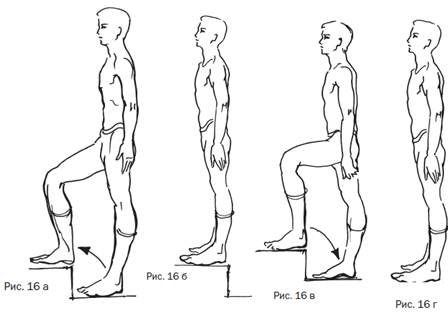 Рис. 16 а
Рис. 16 б
Рис. 16 в
Рис. 16 г